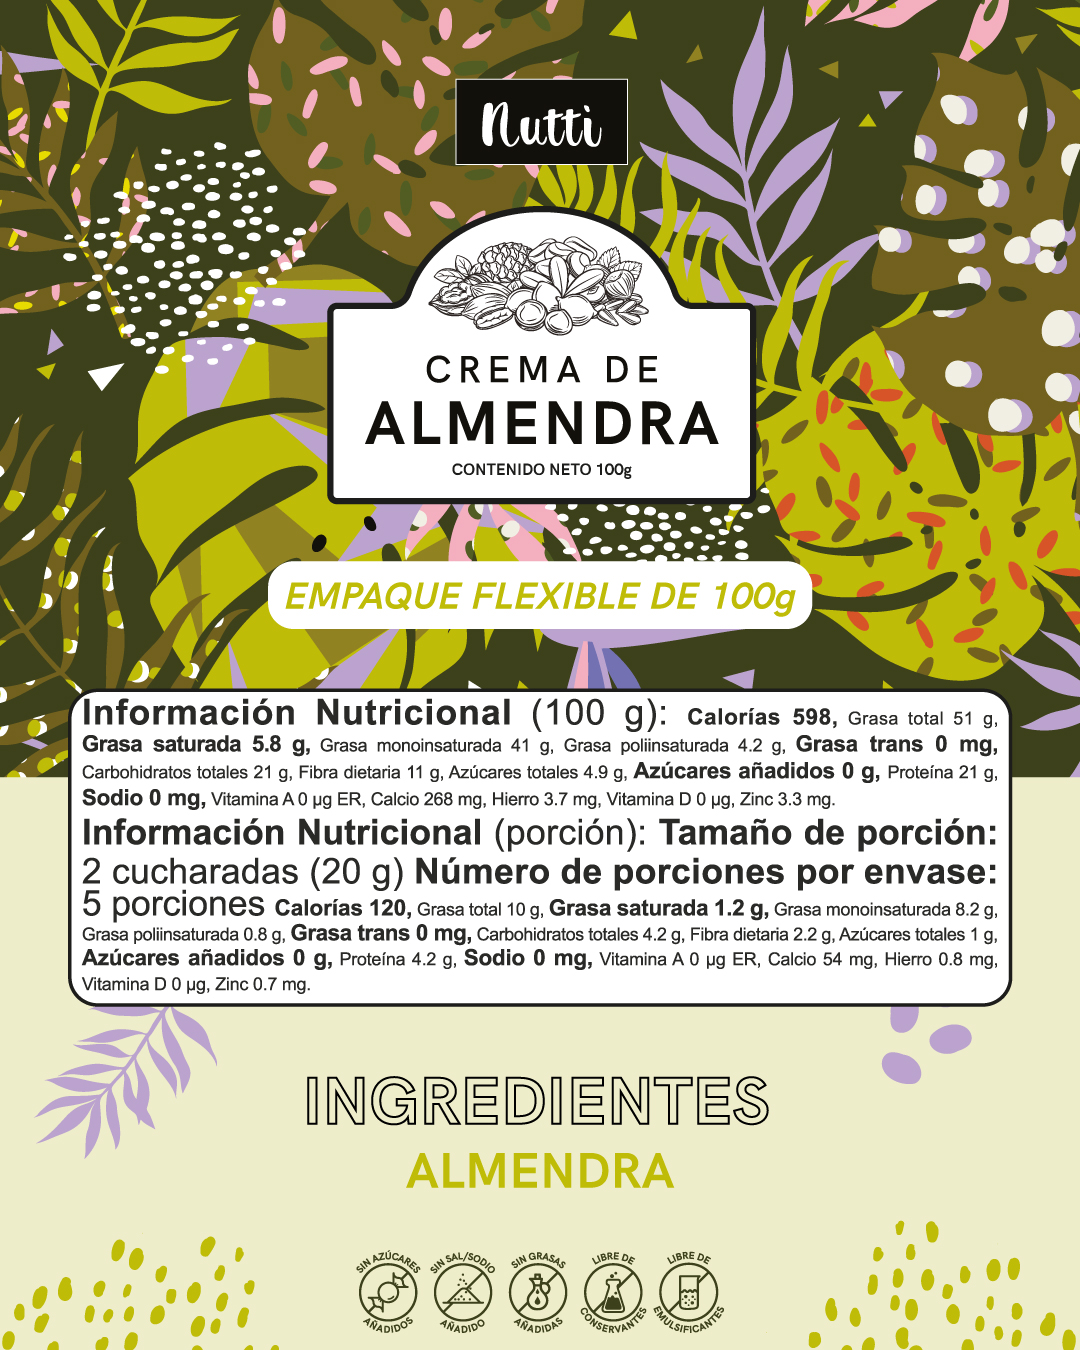 Nutti
CREMA DE
ALMENDRA
CONTENIDO NETO 100g
EMPAQUE FLEXIBLE DE 100g
Información Nutricional (100 g): Calorías 598, Grasa total 51 g,
Grasa saturada 5.8 g, Grasa monoinsaturada 41 g, Grasa poliinsaturada 4.2 g, Grasa trans 0 mg,
Carbohidratos totales 21 g, Fibra dietaria 11 g, Azúcares totales 4.9 g, Azúcares añadidos 0 g, Proteína 21 g,
Sodio 0 mg, Vitamina A 0 µg ER, Calcio 268 mg, Hierro 3.7 mg, Vitamina D 0 µg, Zinc 3.3 mg.
Información Nutricional (porción): Tamaño de porción:
2 cucharadas (20 g) Número de porciones por envase:
5 porciones Calorías 120, Grasa total 10 g, Grasa saturada 1.2 g, Grasa monoinsaturada 8.2 g,
Grasa poliinsaturada 0.8 g, Grasa trans 0 mg, Carbohidratos totales 4.2 g, Fibra dietaria 2.2 g, Azúcares totales 1 g,
Azúcares añadidos 0 g, Proteína 4.2 g, Sodio 0 mg, Vitamina A 0 µg ER, Calcio 54 mg, Hierro 0.8 mg,
Vitamina D 0 µg, Zinc 0.7 mg.
INGREDIENTES
ALMENDRA
SIN AZÚCARES
AÑADIDOS
SIN SAL/SODIO
AÑADIDO
SIN GRASAS
AÑADIDAS
LIBRE DE
CONSERVANTES
LIBRE DE
EMULSIFICANTES